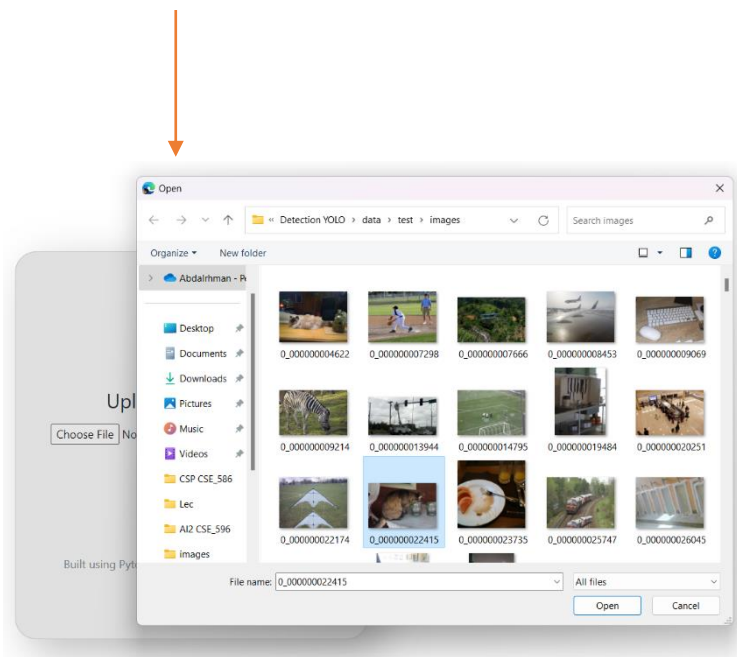 Open
Detection YOLO > data > test > images
Search images
Organize
New folder
Abdalrhman - Pe
Desktop
Documents
Downloads
Pictures
Music
Videos
CSP CSE_586
Lec
AI2 CSE_596
images
0_000000004622 0_000000007298 0_000000007666 0_000000008453 0_000000009069
0_000000009214 0_000000013944 0_000000014795 0_000000019484 0_000000020251
0_000000022174 0_000000022415 0_000000023735 0_000000025747 0_000000026045
File name: 0_000000022415
All files
Open
Cancel
Upl
Choose File No
Built using Pyt